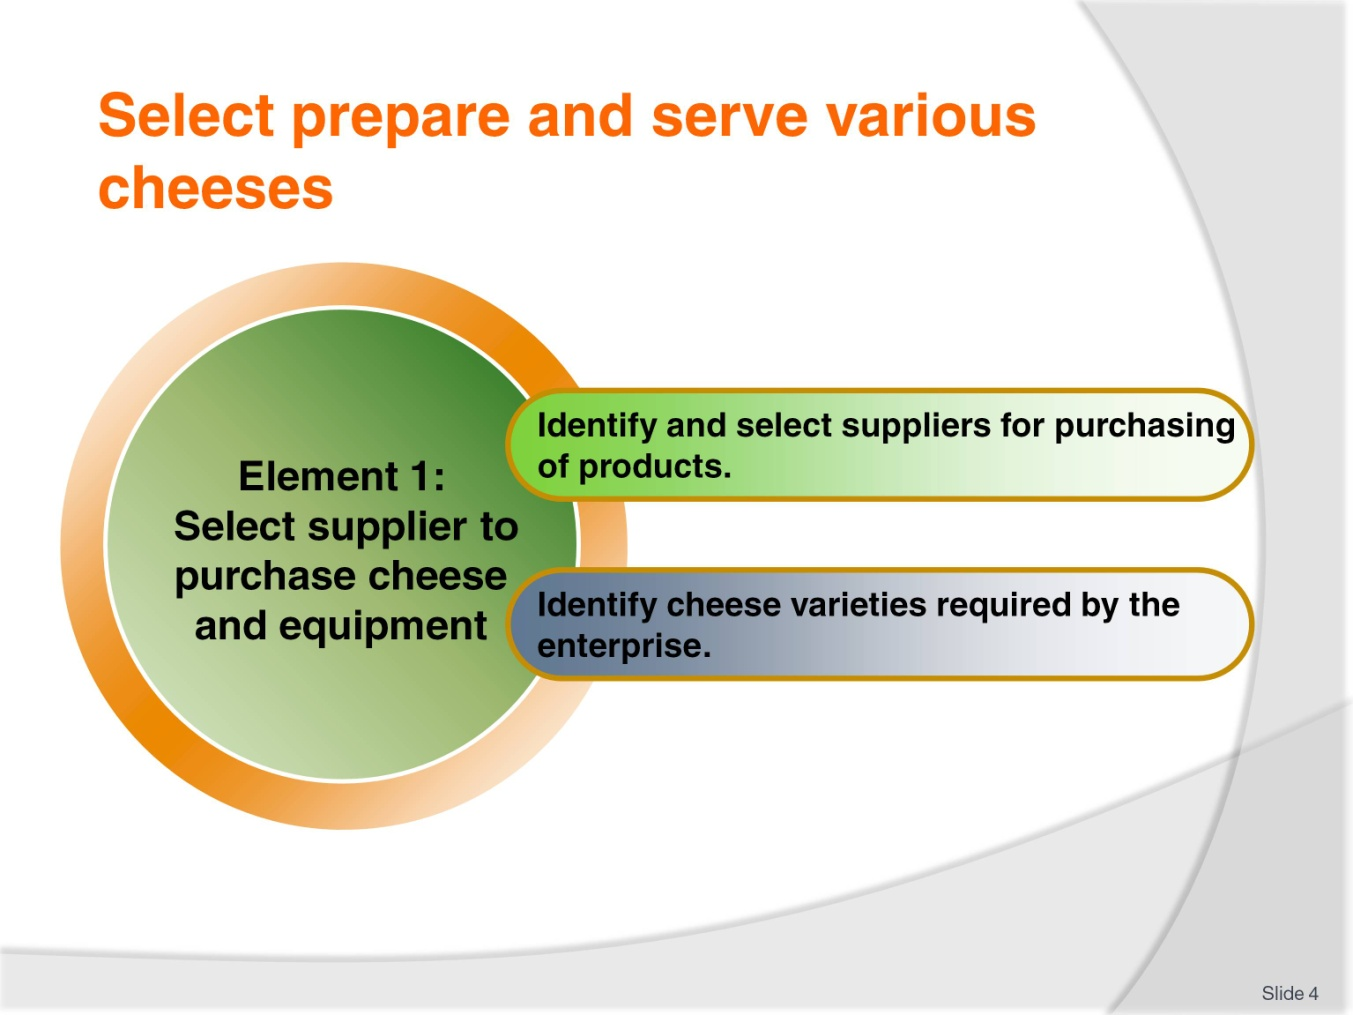 Select prepare and serve various
cheeses
Element 1:
Select supplier to
purchase cheese
and equipment
Identify and select suppliers for purchasing
of products.
Identify cheese varieties required by the
enterprise.
Slide 4